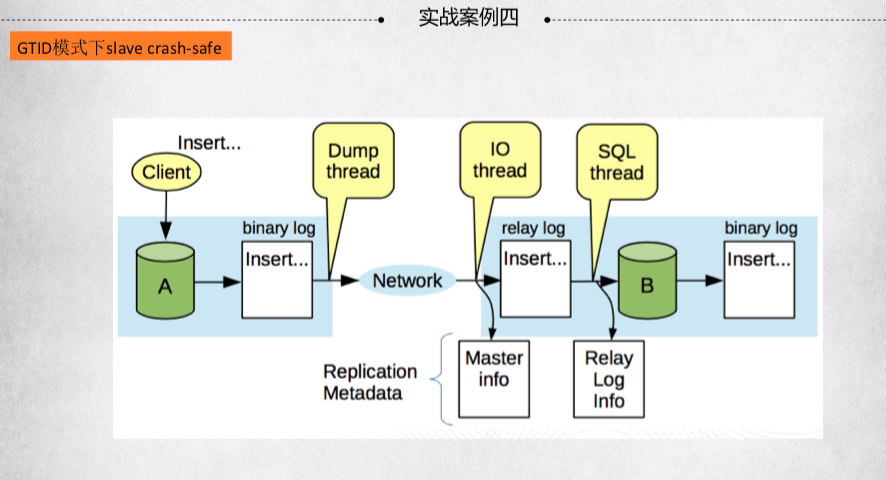 实战案例四
GTID模式下slave crash-safe
Insert...
Client
Dump
thread
IO
thread
SQL
thread
binary log
relay log
binary log
Insert...
Insert...
Insert...
A
Network
B
Replication
Metadata
Master
info
Relay
Log
Info